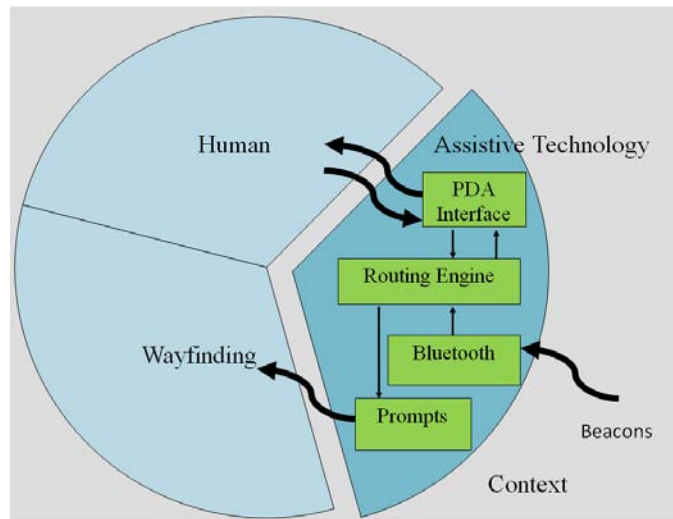 Human
Assistive Technology
PDA
Interface
Routing Engine
Wayfinding
Bluetooth
Prompts
Beacons
Context